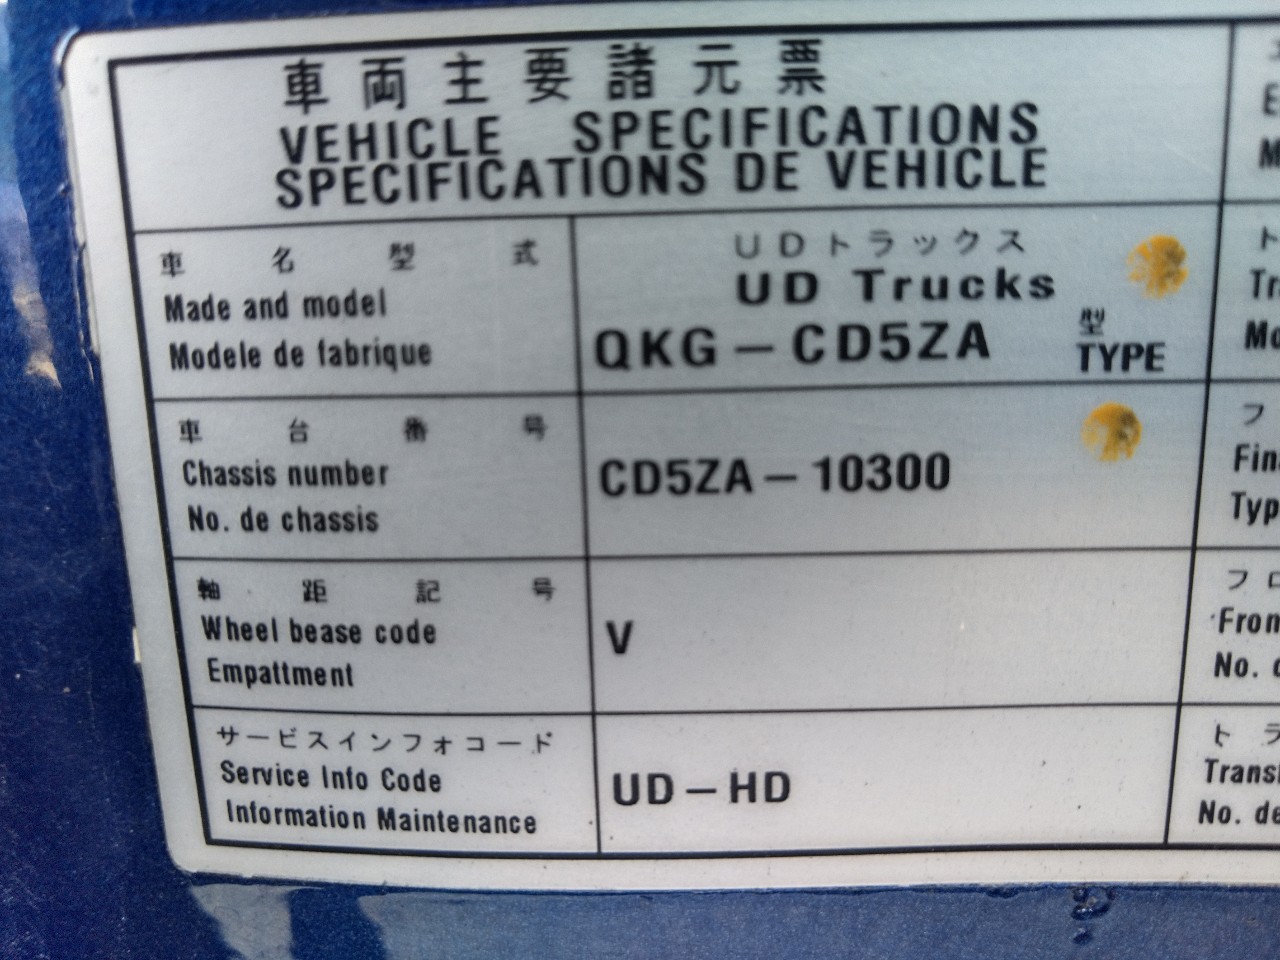 車両主要諸元票
VEHICLE SPECIFICATIONS
SPECIFICATIONS DE VEHICLE
車名型式
Made and model
Modele de fabrique
UDトラックス
UD Trucks
QKG-CD5ZA
型
TYPE
車台番号
Chassis number
No. de chassis
CD5ZA-10300
軸距記号
Wheel bease code
Empattment
V
サービスインフォコード
Service Info Code
Information Maintenance
UD-HD
No. de